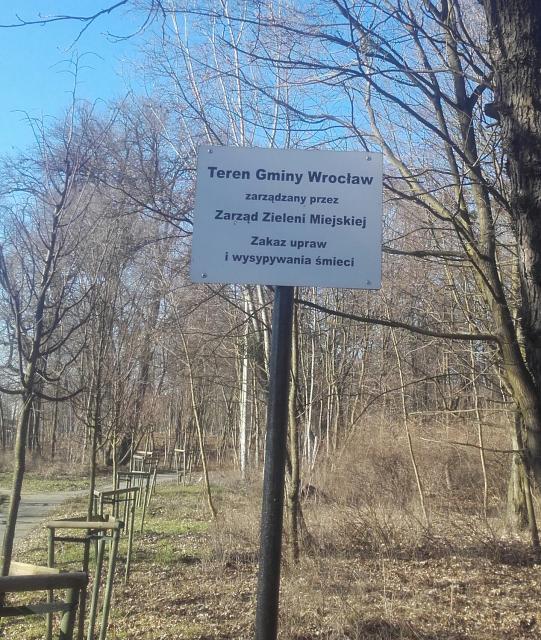 Teren Gminy Wrocław
zarządzany przez
Zarząd Zieleni Miejskiej
Zakaz upraw
i wysypywania śmieci